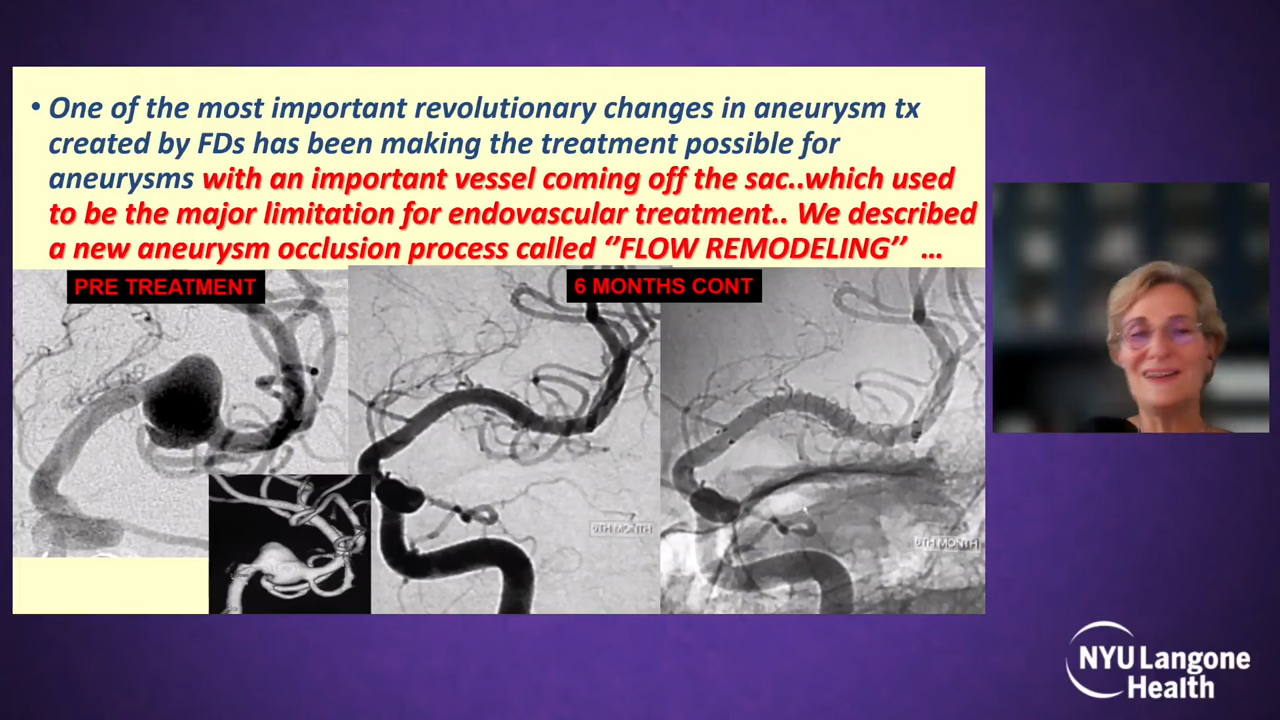 • One of the most important revolutionary changes in aneurysm tx
created by FDs has been making the treatment possible for
aneurysms with an important vessel coming off the sac..which used
to be the major limitation for endovascular treatment.. We described
a new aneurysm occlusion process called ‘’FLOW REMODELING’’ …
PRE TREATMENT
6 MONTHS CONT
6TH MONTH
6TH MONTH
NYU Langone
Health